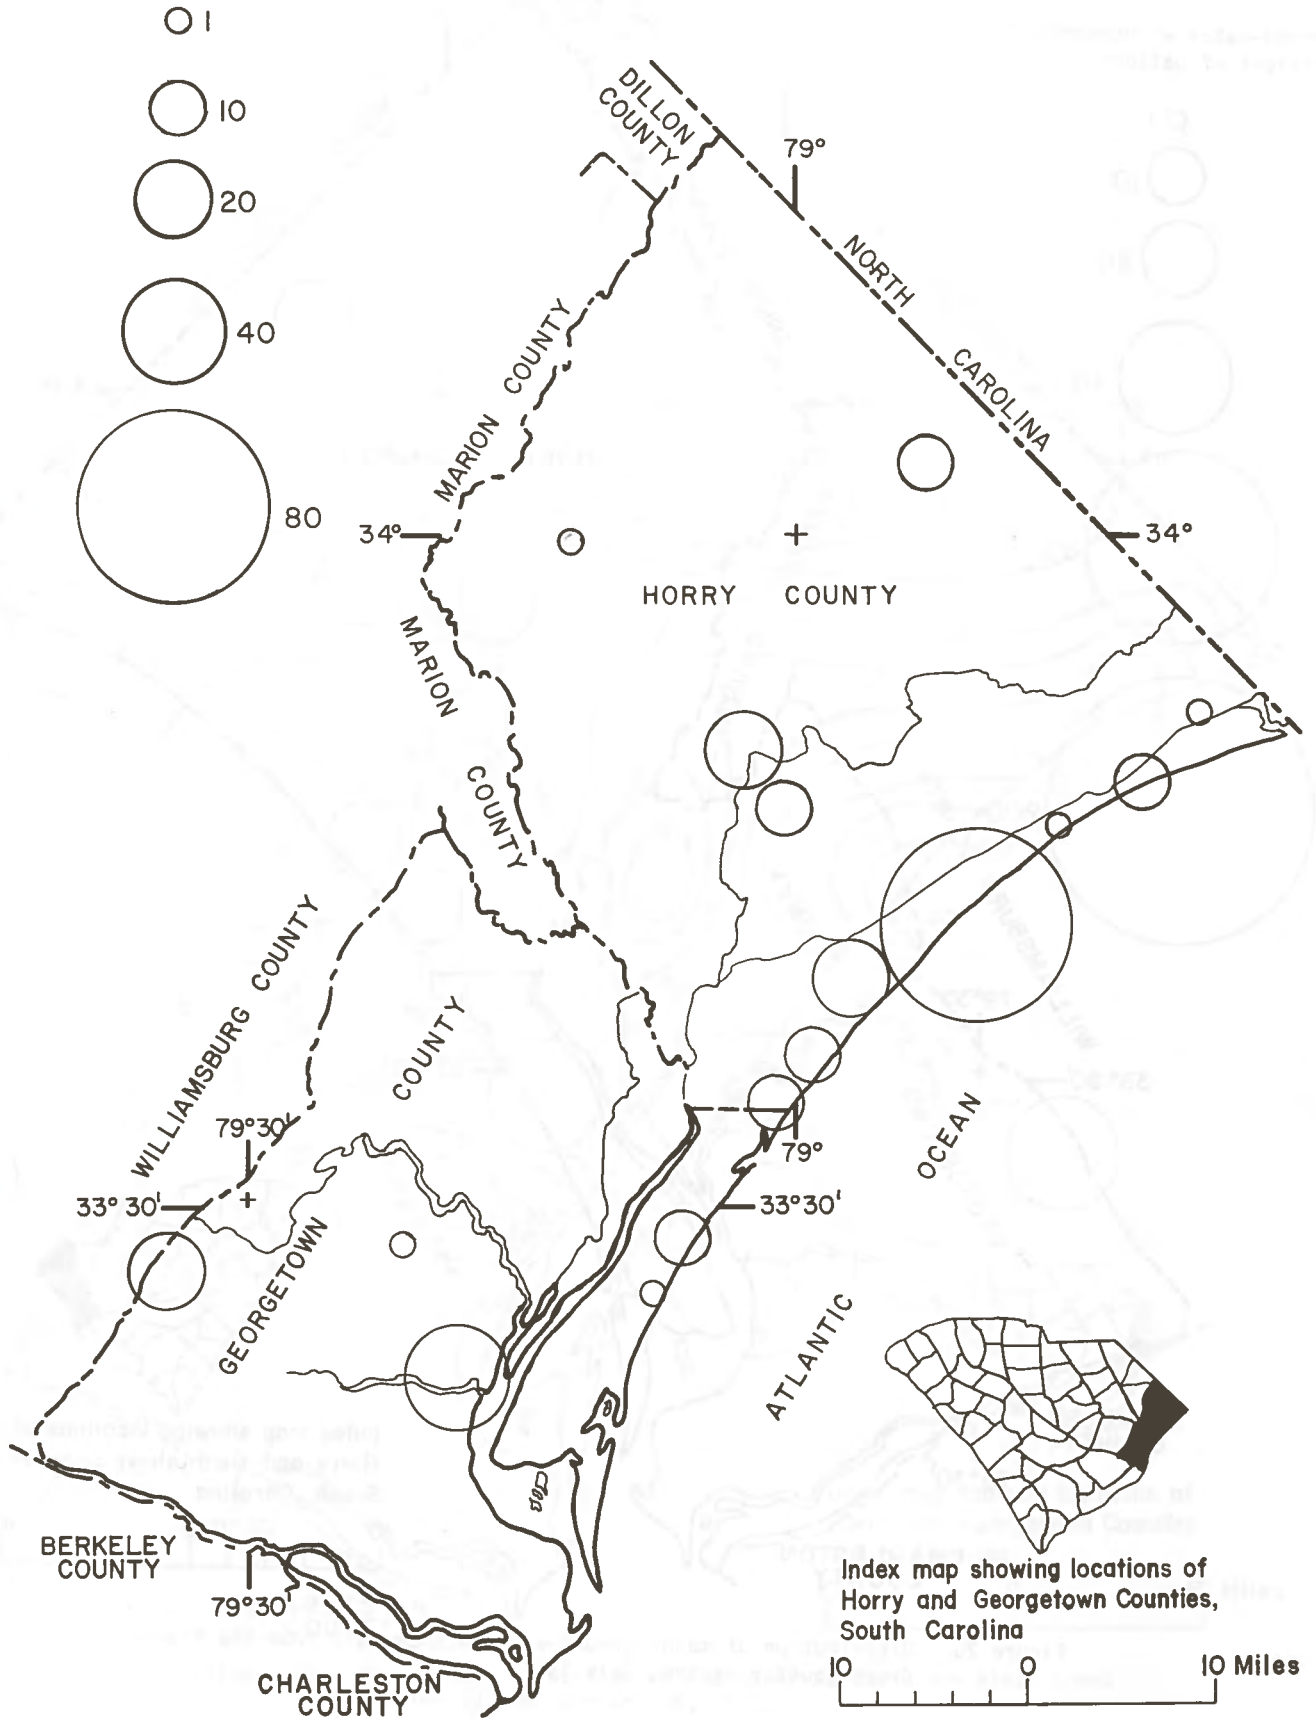 1
10
20
40
80
DILLON
COUNTY
79°
NORTH CAROLINA
MARION COUNTY
34°
34°
HORRY COUNTY
MARION COUNTY
WILLIAMSBURG COUNTY
79°30'
33°30'
GEORGETOWN COUNTY
79°
33°30'
ATLANTIC OCEAN
BERKELEY
COUNTY
79°30'
CHARLESTON
COUNTY
Index map showing locations of
Horry and Georgetown Counties,
South Carolina
10 0 10 Miles